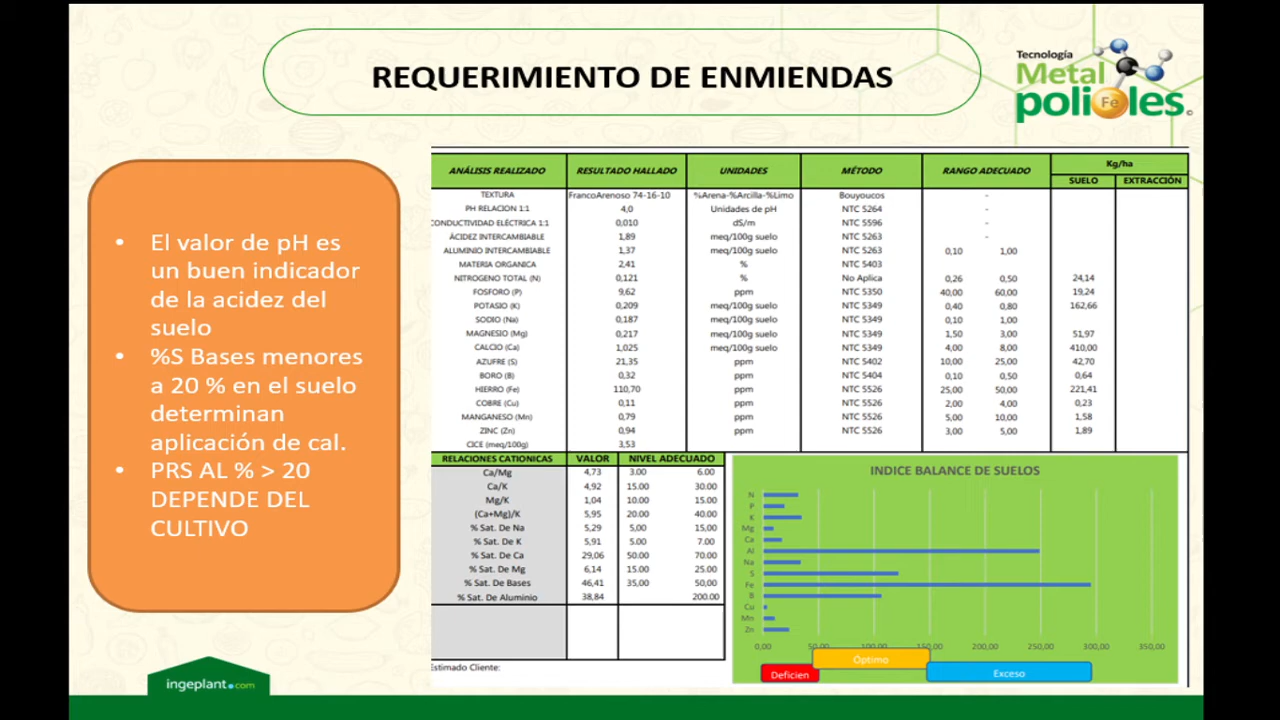 REQUERIMIENTO DE ENMIENDAS
Tecnología
Metal
polioles
Fe
• El valor de pH es
un buen indicador
de la acidez del
suelo
• %S Bases menores
a 20 % en el suelo
determinan
aplicación de cal.
• PRS AL % > 20
DEPENDE DEL
CULTIVO
ANÁLISIS REALIZADO RESULTADO HALLADO UNIDADES MÉTODO RANGO ADECUADO Kg/ha
SUELO EXTRACCIÓN
TEXTURA FrancoArenoso 74-16-10 %Arena-%Arcilla-%Limo Bouyoucos -
PH RELACION 1:1 4,0 Unidades de pH NTC 5264 -
CONDUCTIVIDAD ELÉCTRICA 1:1 0,010 dS/m NTC 5596 -
ÁCIDEZ INTERCAMBIABLE 1,89 meq/100g suelo NTC 5263 -
ALUMINIO INTERCAMBIABLE 1,37 meq/100g suelo NTC 5263 0,10 1,00
MATERIA ORGANICA 2,41 % NTC 5403
NITROGENO TOTAL (N) 0,121 % No Aplica 0,26 0,50 24,14
FOSFORO (P) 9,62 ppm NTC 5350 40,00 60,00 19,24
POTASIO (K) 0,209 meq/100g suelo NTC 5349 0,40 0,80 162,66
SODIO (Na) 0,187 meq/100g suelo NTC 5349 0,10 1,00
MAGNESIO (Mg) 0,217 meq/100g suelo NTC 5349 1,50 3,00 51,97
CALCIO (Ca) 1,025 meq/100g suelo NTC 5349 4,00 8,00 410,00
AZUFRE (S) 21,35 ppm NTC 5402 10,00 25,00 42,70
BORO (B) 0,32 ppm NTC 5404 0,10 0,50 0,64
HIERRO (Fe) 110,70 ppm NTC 5526 25,00 50,00 221,41
COBRE (Cu) 0,11 ppm NTC 5526 2,00 4,00 0,23
MANGANESO (Mn) 0,79 ppm NTC 5526 5,00 10,00 1,58
ZINC (Zn) 0,94 ppm NTC 5526 3,00 5,00 1,89
CICE (meq/100g) 3,53
RELACIONES CATIONICAS VALOR NIVEL ADECUADO
Ca/Mg 4,73 3.00 6.00
Ca/K 4,92 15.00 30.00
Mg/K 1,04 10.00 15.00
(Ca+Mg)/K 5,95 20.00 40.00
% Sat. De Na 5,29 5,00 15,00
% Sat. De K 5,91 5.00 7.00
% Sat. De Ca 29,06 50.00 70.00
% Sat. De Mg 6,14 15.00 25.00
% Sat. De Bases 46,41 35,00 50,00
% Sat. De Aluminio 38,84 200.00
Estimado Cliente:
INDICE BALANCE DE SUELOS
N
P
K
Mg
Ca
Al
Na
S
Fe
B
Cu
Mn
Zn
0,00 50,00 100,00 150,00 200,00 250,00 300,00 350,00
Óptimo
Deficien
Exceso
ingeplant.com